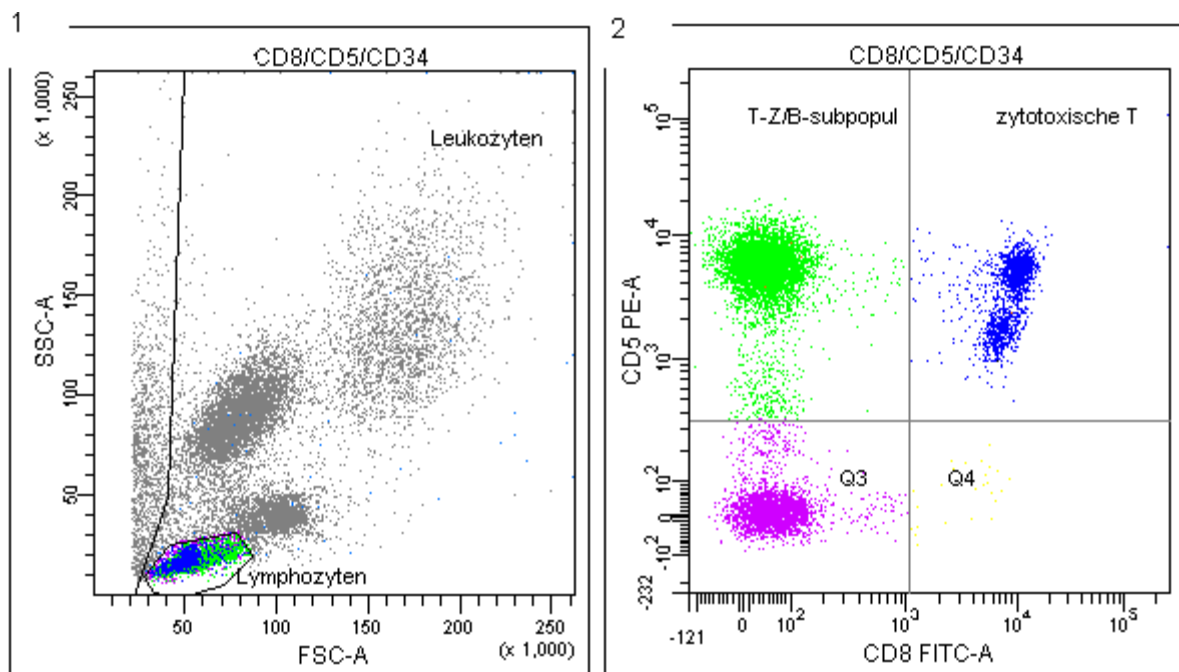 1
CD8/CD5/CD34
(x 1,000)
250
200
150
100
50
SSC-A
Leukozyten
Lymphozyten
50 100 150 200 250
(x 1,000)
FSC-A
2
CD8/CD5/CD34
T-Z/B-subpopul
zytotoxische T
CD5 PE-A
10^5
10^4
10^3
10^2
0
-10^2
-232
Q3
Q4
-121 0 10^2 10^3 10^4 10^5
CD8 FITC-A